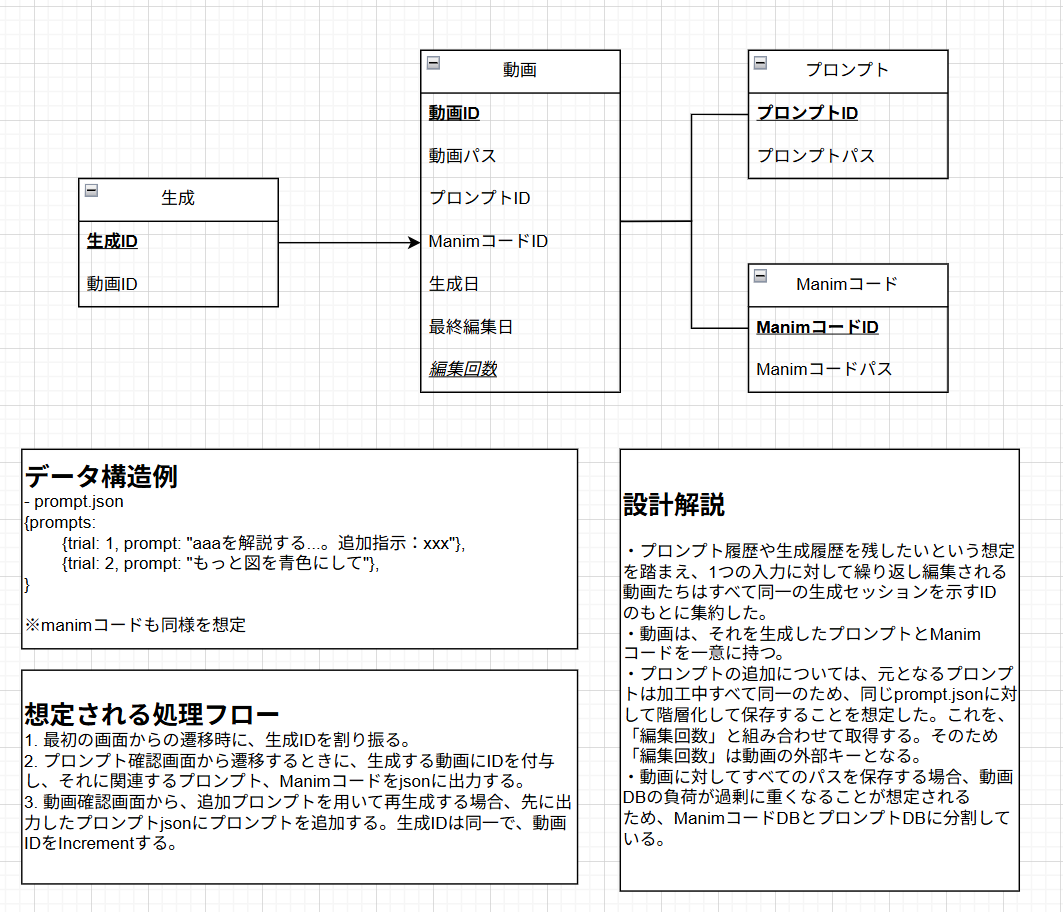 動画
動画ID
動画パス
プロンプトID
ManimコードID
生成日
最終編集日
編集回数
プロンプト
プロンプトID
プロンプトパス
生成
生成ID
動画ID
Manimコード
ManimコードID
Manimコードパス
データ構造例
- prompt.json
{prompts:
{trial: 1, prompt: "aaaを解説する...。追加指示：xxx"},
{trial: 2, prompt: "もっと図を青色にして"},
}
※manimコードも同様を想定
想定される処理フロー
1. 最初の画面からの遷移時に、生成IDを割り振る。
2. プロンプト確認画面から遷移するときに、生成する動画にIDを付与
し、それに関連するプロンプト、Manimコードをjsonに出力する。
3. 動画確認画面から、追加プロンプトを用いて再生成する場合、先に出
力したプロンプトjsonにプロンプトを追加する。生成IDは同一で、動画
IDをIncrementする。
設計解説
・プロンプト履歴や生成履歴を残したいという想定
を踏まえ、1つの入力に対して繰り返し編集される
動画たちはすべて同一の生成セッションを示すID
のもとに集約した。
・動画は、それを生成したプロンプトとManim
コードを一意に持つ。
・プロンプトの追加については、元となるプロンプ
トは加工中すべて同一のため、同じprompt.jsonに対
して階層化して保存することを想定した。これを、
「編集回数」と組み合わせて取得する。そのため
「編集回数」は動画の外部キーとなる。
・動画に対してすべてのパスを保存する場合、動画
DBの負荷が過剰に重くなることが想定される
ため、ManimコードDBとプロンプトDBに分割して
いる。